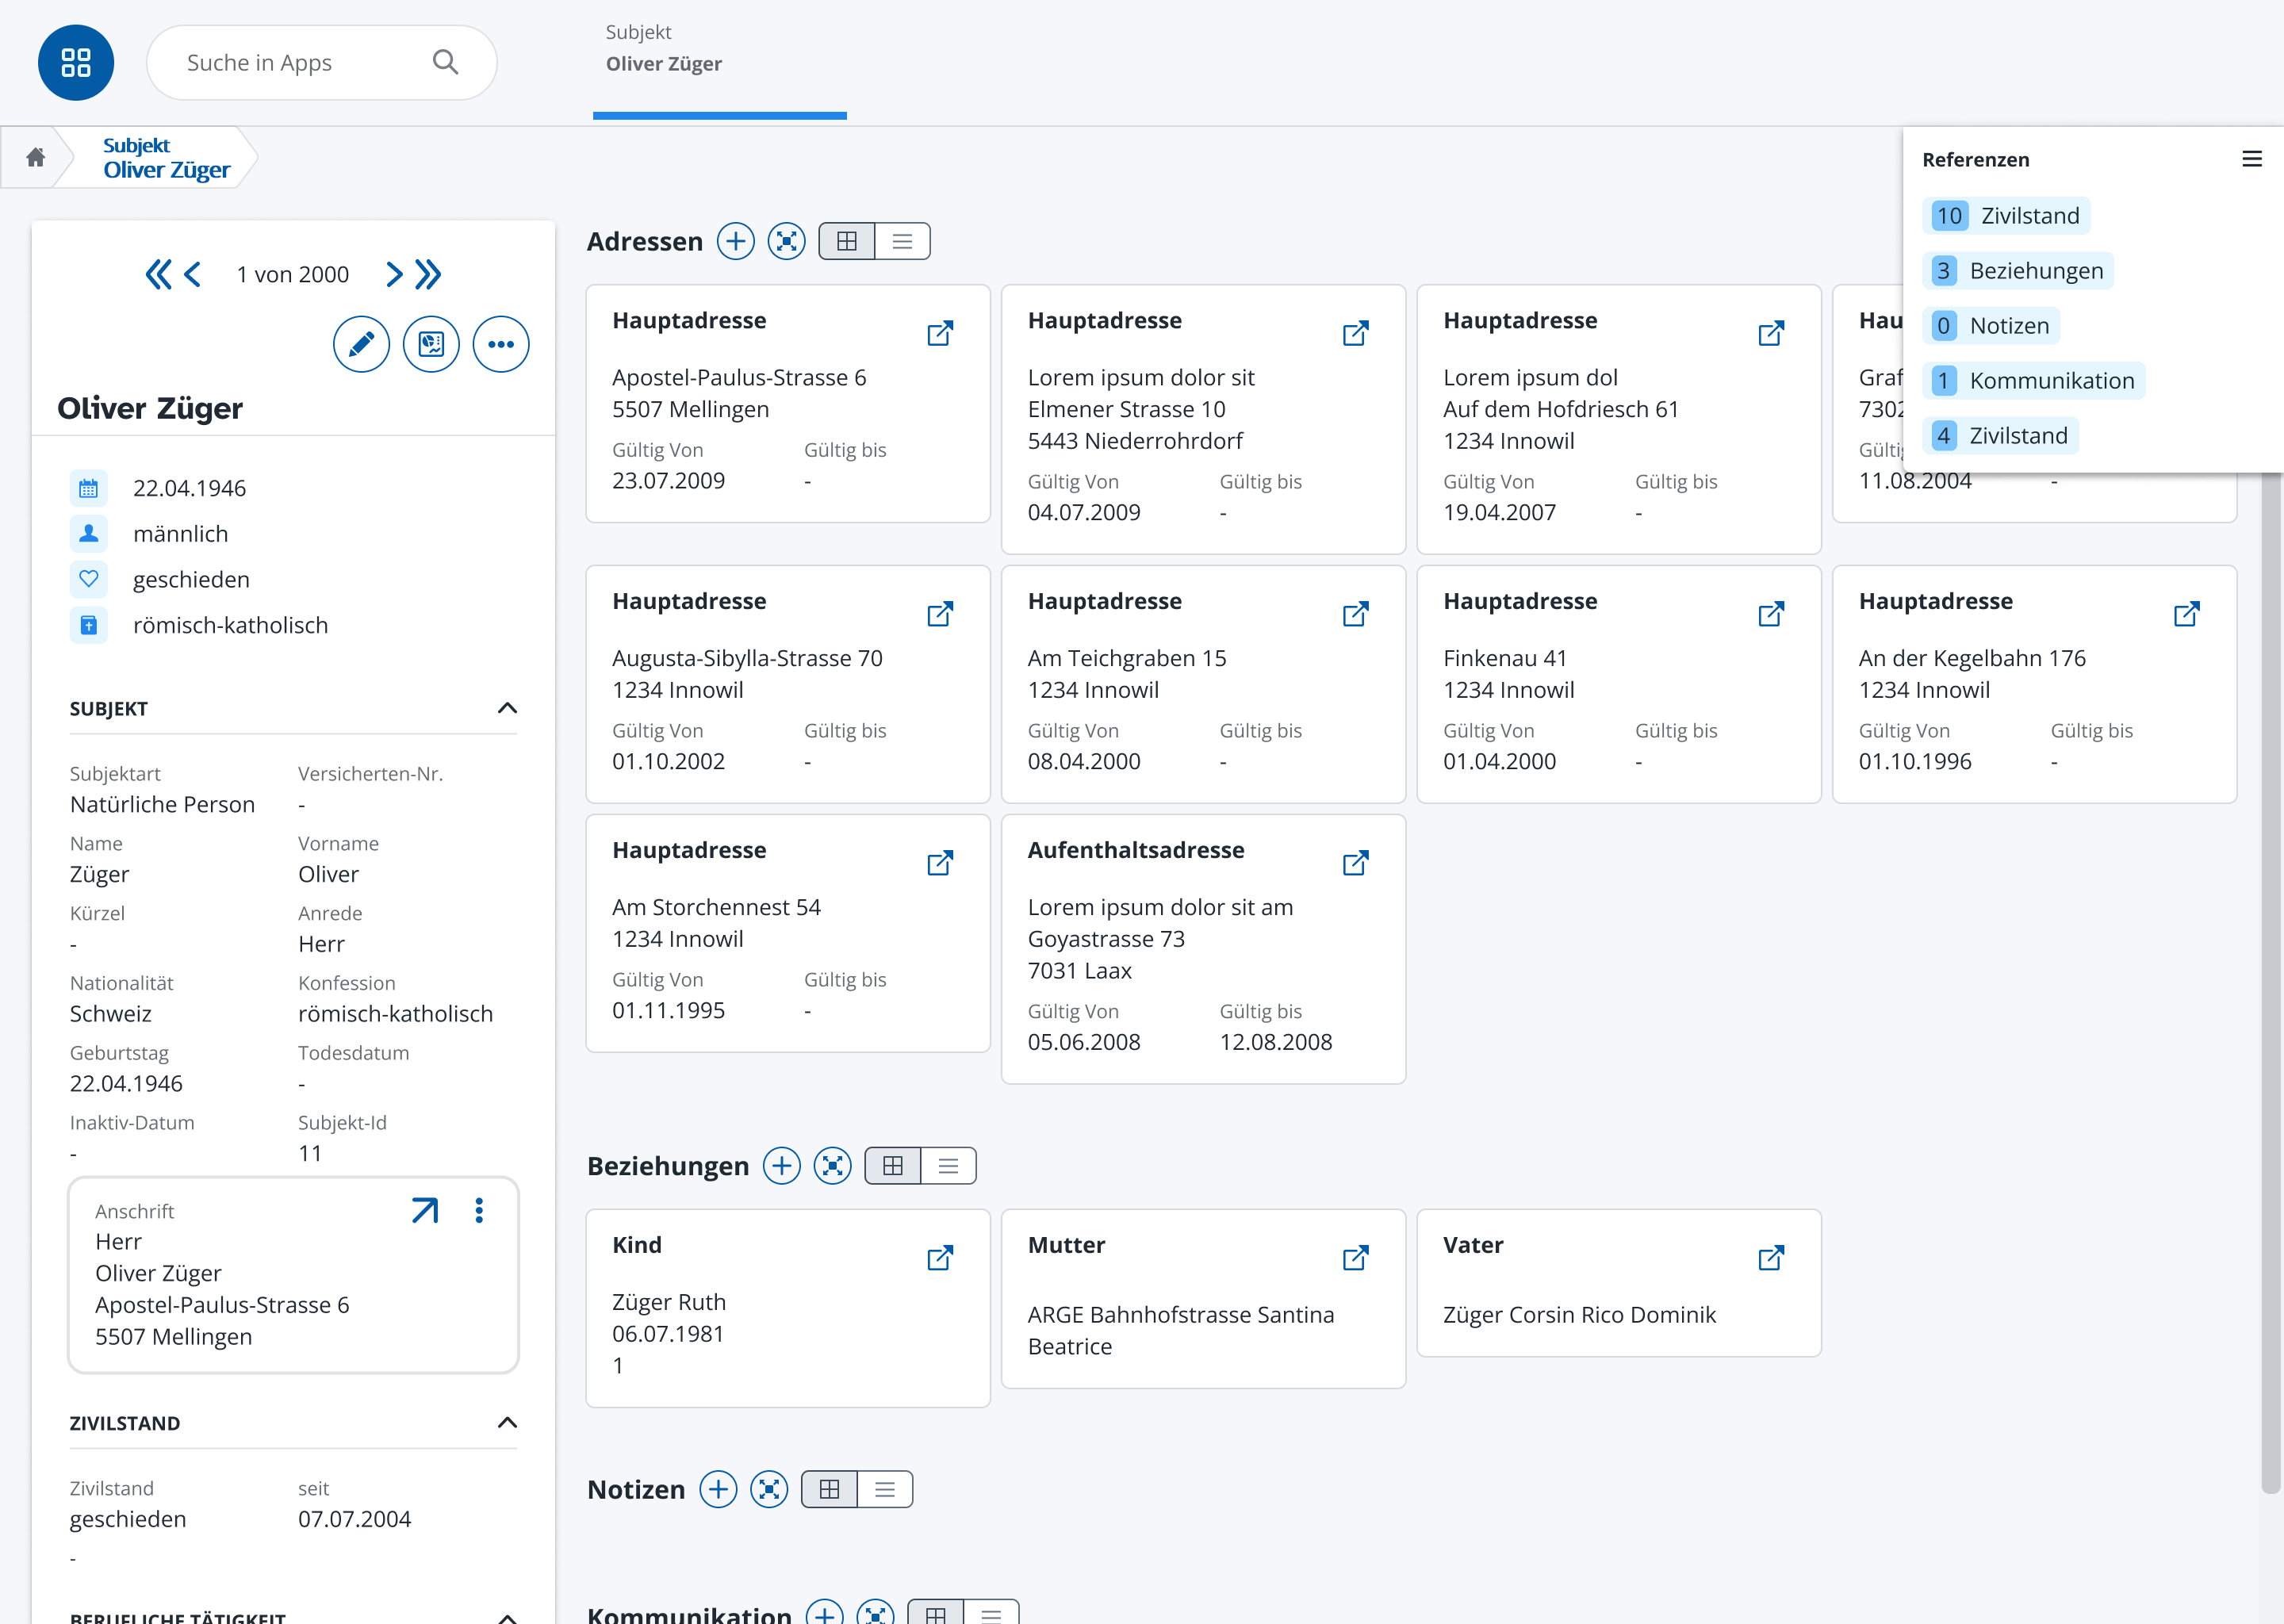 Suche in Apps
Subjekt
Oliver Züger
Subjekt
Oliver Züger
Referenzen
10 Zivilstand
3 Beziehungen
0 Notizen
1 Kommunikation
4 Zivilstand
1 von 2000
Oliver Züger
22.04.1946
männlich
geschieden
römisch-katholisch
SUBJEKT
Subjektart Versicherten-Nr.
Natürliche Person -
Name Vorname
Züger Oliver
Kürzel Anrede
- Herr
Nationalität Konfession
Schweiz römisch-katholisch
Geburtstag Todesdatum
22.04.1946 -
Inaktiv-Datum Subjekt-Id
- 11
Anschrift
Herr
Oliver Züger
Apostel-Paulus-Strasse 6
5507 Mellingen
ZIVILSTAND
Zivilstand seit
geschieden 07.07.2004
-
BERUFLICHE TÄTIGKEIT
Adressen
Hauptadresse
Apostel-Paulus-Strasse 6
5507 Mellingen
Gültig Von Gültig bis
23.07.2009 -
Hauptadresse
Lorem ipsum dolor sit
Elmener Strasse 10
5443 Niederrohrdorf
Gültig Von Gültig bis
04.07.2009 -
Hauptadresse
Lorem ipsum dol
Auf dem Hofdriesch 61
1234 Innowil
Gültig Von Gültig bis
19.04.2007 -
Hau
Graf
7302
Gülti
11.08.2004 -
Hauptadresse
Augusta-Sibylla-Strasse 70
1234 Innowil
Gültig Von Gültig bis
01.10.2002 -
Hauptadresse
Am Teichgraben 15
1234 Innowil
Gültig Von Gültig bis
08.04.2000 -
Hauptadresse
Finkenau 41
1234 Innowil
Gültig Von Gültig bis
01.04.2000 -
Hauptadresse
An der Kegelbahn 176
1234 Innowil
Gültig Von Gültig bis
01.10.1996 -
Hauptadresse
Am Storchennest 54
1234 Innowil
Gültig Von Gültig bis
01.11.1995 -
Aufenthaltsadresse
Lorem ipsum dolor sit am
Goyastrasse 73
7031 Laax
Gültig Von Gültig bis
05.06.2008 12.08.2008
Beziehungen
Kind
Züger Ruth
06.07.1981
1
Mutter
ARGE Bahnhofstrasse Santina
Beatrice
Vater
Züger Corsin Rico Dominik
Notizen
Kommunikation